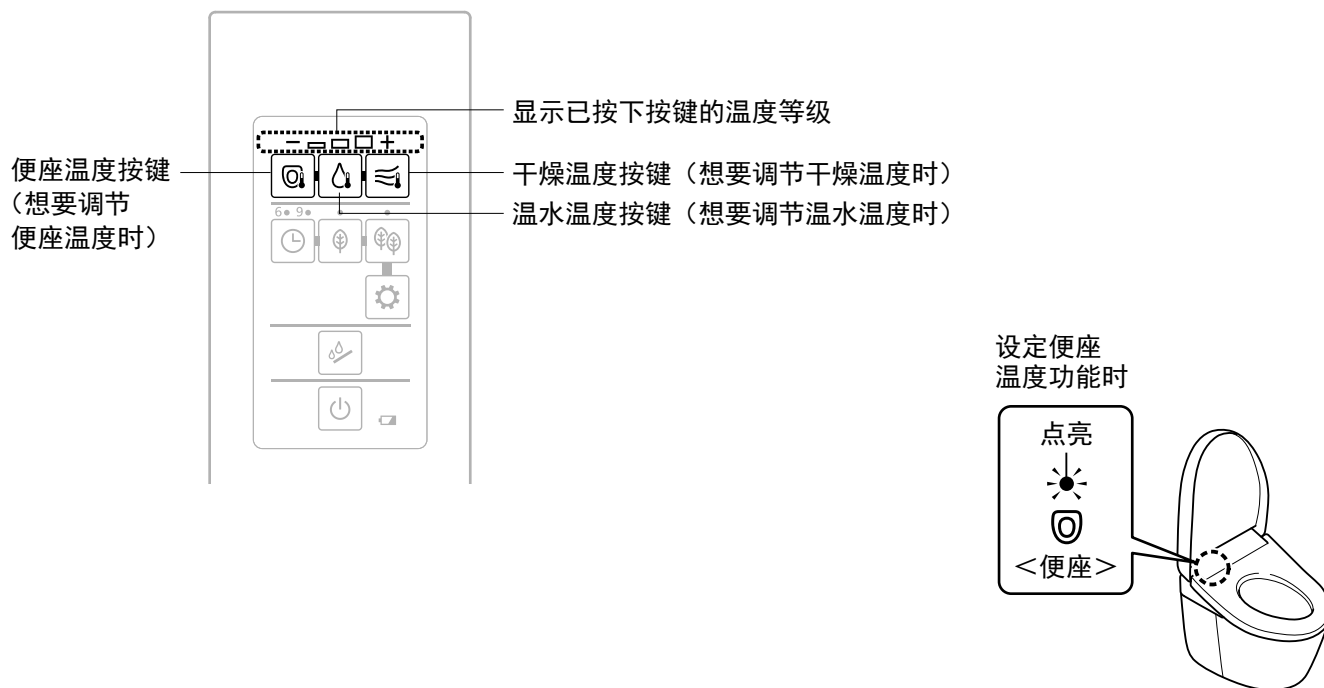 显示已按下按键的温度等级
便座温度按键
（想要调节
便座温度时）
干燥温度按键（想要调节干燥温度时）
温水温度按键（想要调节温水温度时）
6 9
设定便座
温度功能时
点亮
＜便座＞